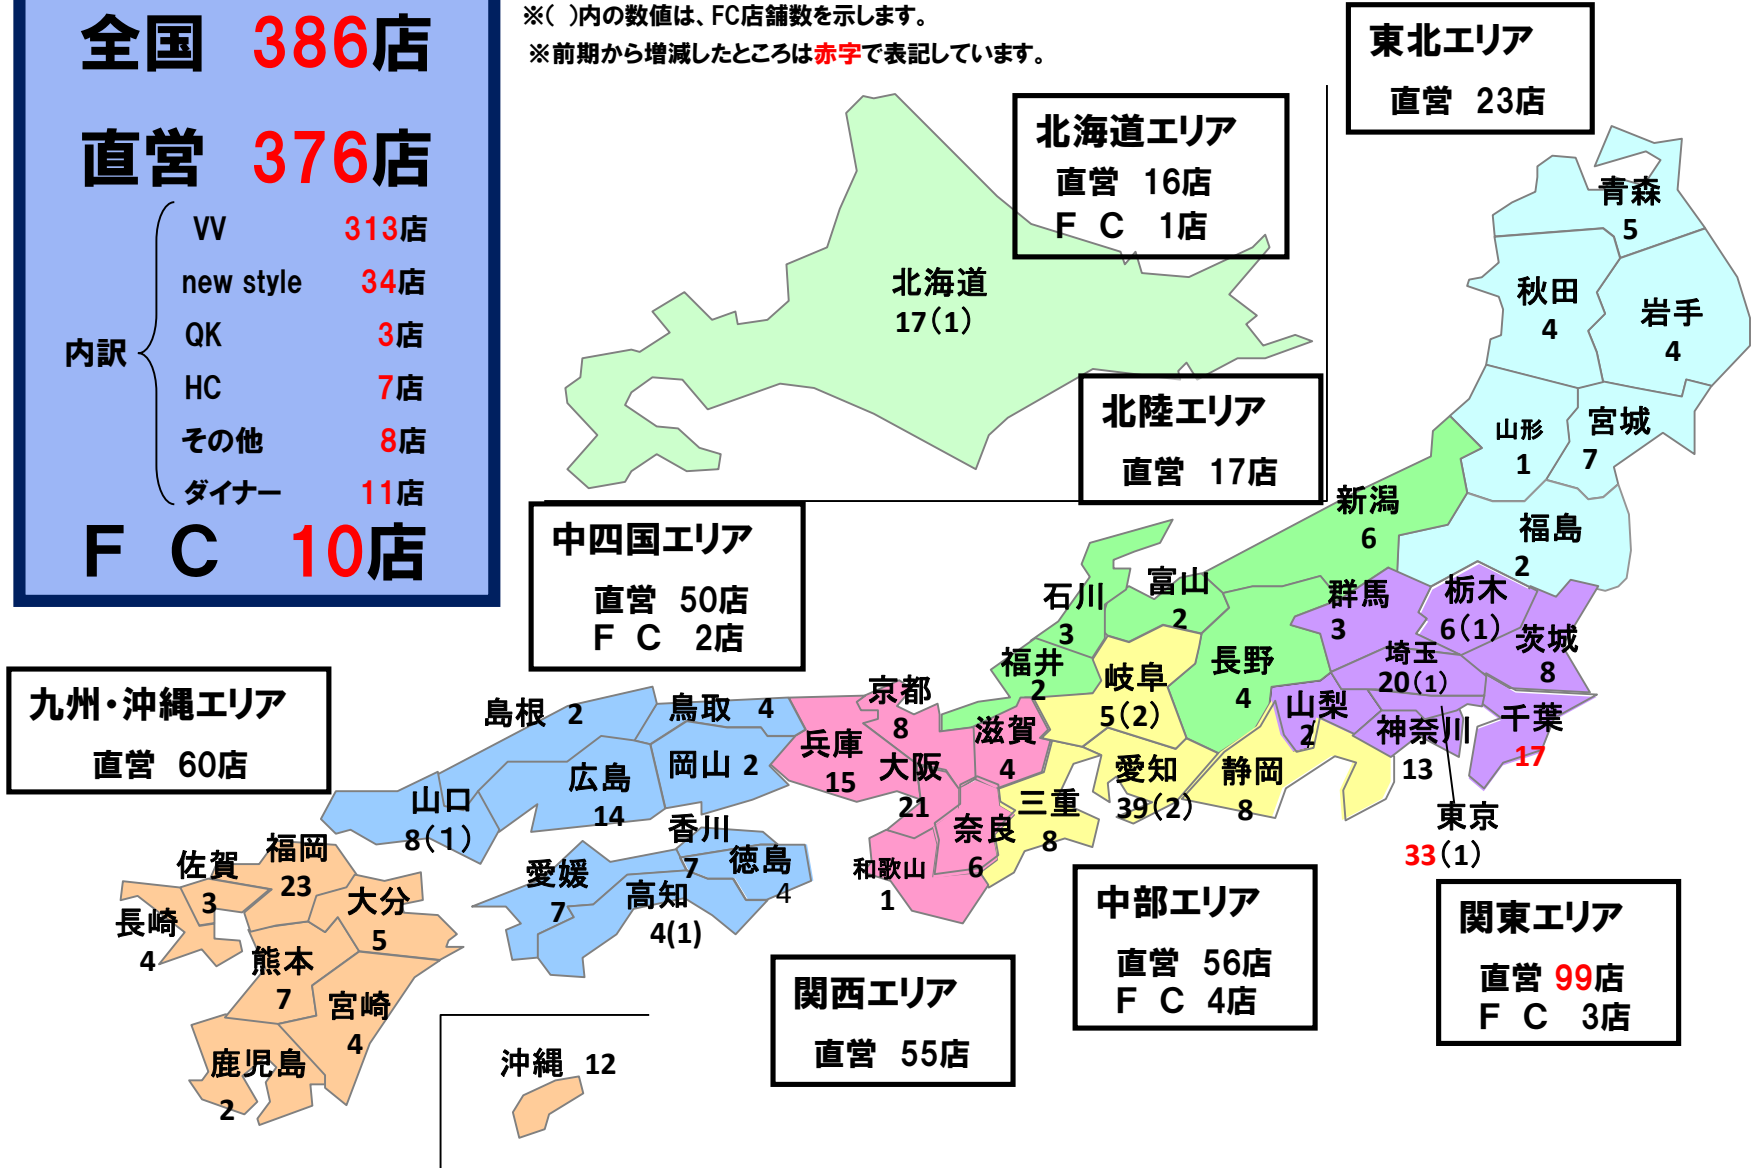 全国 386店
直営 376店
内訳
VV 313店
new style 34店
QK 3店
HC 7店
その他 8店
ダイナー 11店
F C 10店
※( )内の数値は、FC店舗数を示します。
※前期から増減したところは赤字で表記しています。
北海道エリア
直営 16店
F C 1店
北海道
17(1)
東北エリア
直営 23店
青森
5
秋田
4
岩手
4
山形
1
宮城
7
福島
2
北陸エリア
直営 17店
新潟
6
富山
2
石川
3
福井
2
長野
4
群馬
3
栃木
6(1)
茨城
8
埼玉
20(1)
山梨
2
神奈川
13
千葉
17
東京
33(1)
関東エリア
直営 99店
F C 3店
岐阜
5(2)
愛知
39(2)
静岡
8
三重
8
中部エリア
直営 56店
F C 4店
京都
8
滋賀
4
兵庫
15
大阪
21
奈良
6
和歌山
1
関西エリア
直営 55店
中四国エリア
直営 50店
F C 2店
島根 2
鳥取 4
岡山 2
広島
14
山口
8(1)
香川
7
徳島
4
愛媛
7
高知
4(1)
九州・沖縄エリア
直営 60店
福岡
23
佐賀
3
長崎
4
大分
5
熊本
7
宮崎
4
鹿児島
2
沖縄 12